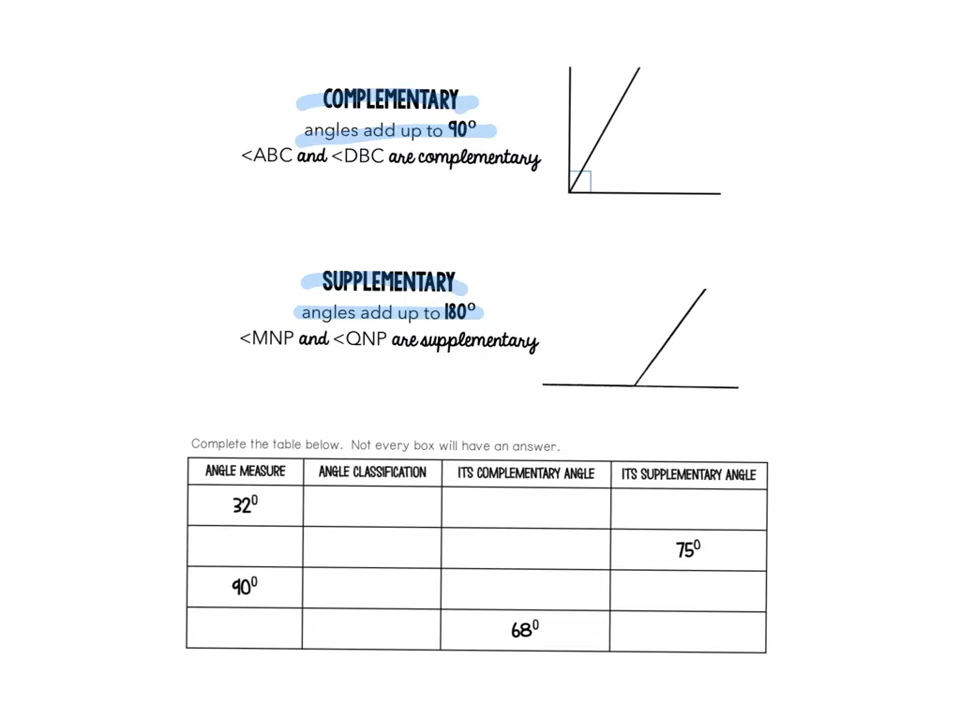 COMPLEMENTARY
angles add up to 90°
<ABC and <DBC are complementary
SUPPLEMENTARY
angles add up to 180°
<MNP and <QNP are supplementary
Complete the table below. Not every box will have an answer.
ANGLE MEASURE ANGLE CLASSIFICATION ITS COMPLEMENTARY ANGLE ITS SUPPLEMENTARY ANGLE
32°
75°
90°
68°